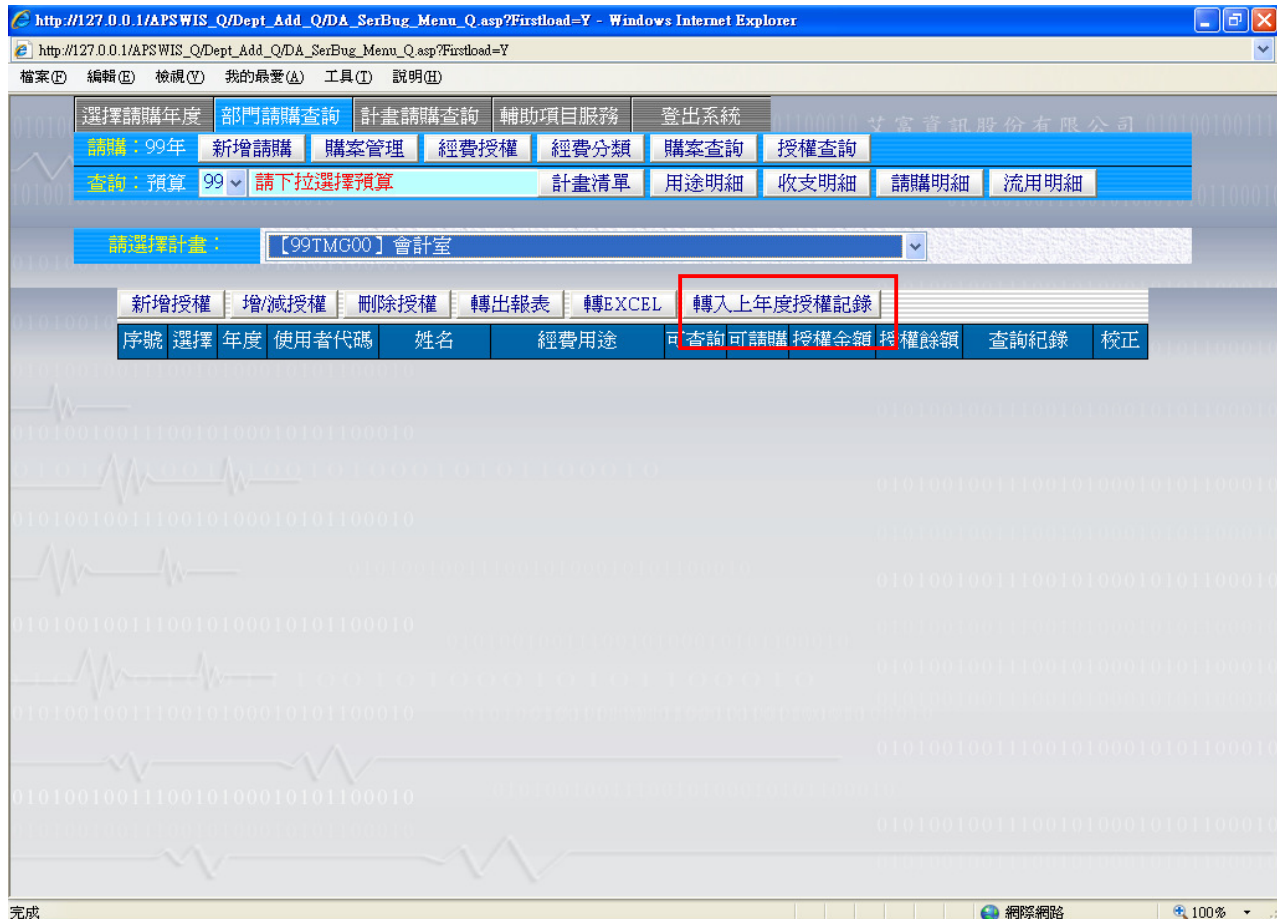 http://127.0.0.1/APSWIS_Q/Dept_Add_Q/DA_SerBug_Menu_Q.asp?Firstload=Y - Windows Internet Explorer
http://127.0.0.1/APSWIS_Q/Dept_Add_Q/DA_SerBug_Menu_Q.asp?Firstload=Y
檔案(F) 編輯(E) 檢視(V) 我的最愛(A) 工具(T) 說明(H)
選擇請購年度 部門請購查詢 計畫請購查詢 輔助項目服務 登出系統
艾富資訊股份有限公司
請購：99年 新增請購 購案管理 經費授權 經費分類 購案查詢 授權查詢
查詢：預算 99 請下拉選擇預算 計畫清單 用途明細 收支明細 請購明細 流用明細
請選擇計畫： 【99TMG00】會計室
新增授權 增/減授權 刪除授權 轉出報表 轉EXCEL 轉入上年度授權記錄
序號 選擇 年度 使用者代碼 姓名 經費用途 可查詢 可請購 授權金額 授權餘額 查詢紀錄 校正
完成 網際網路 100%